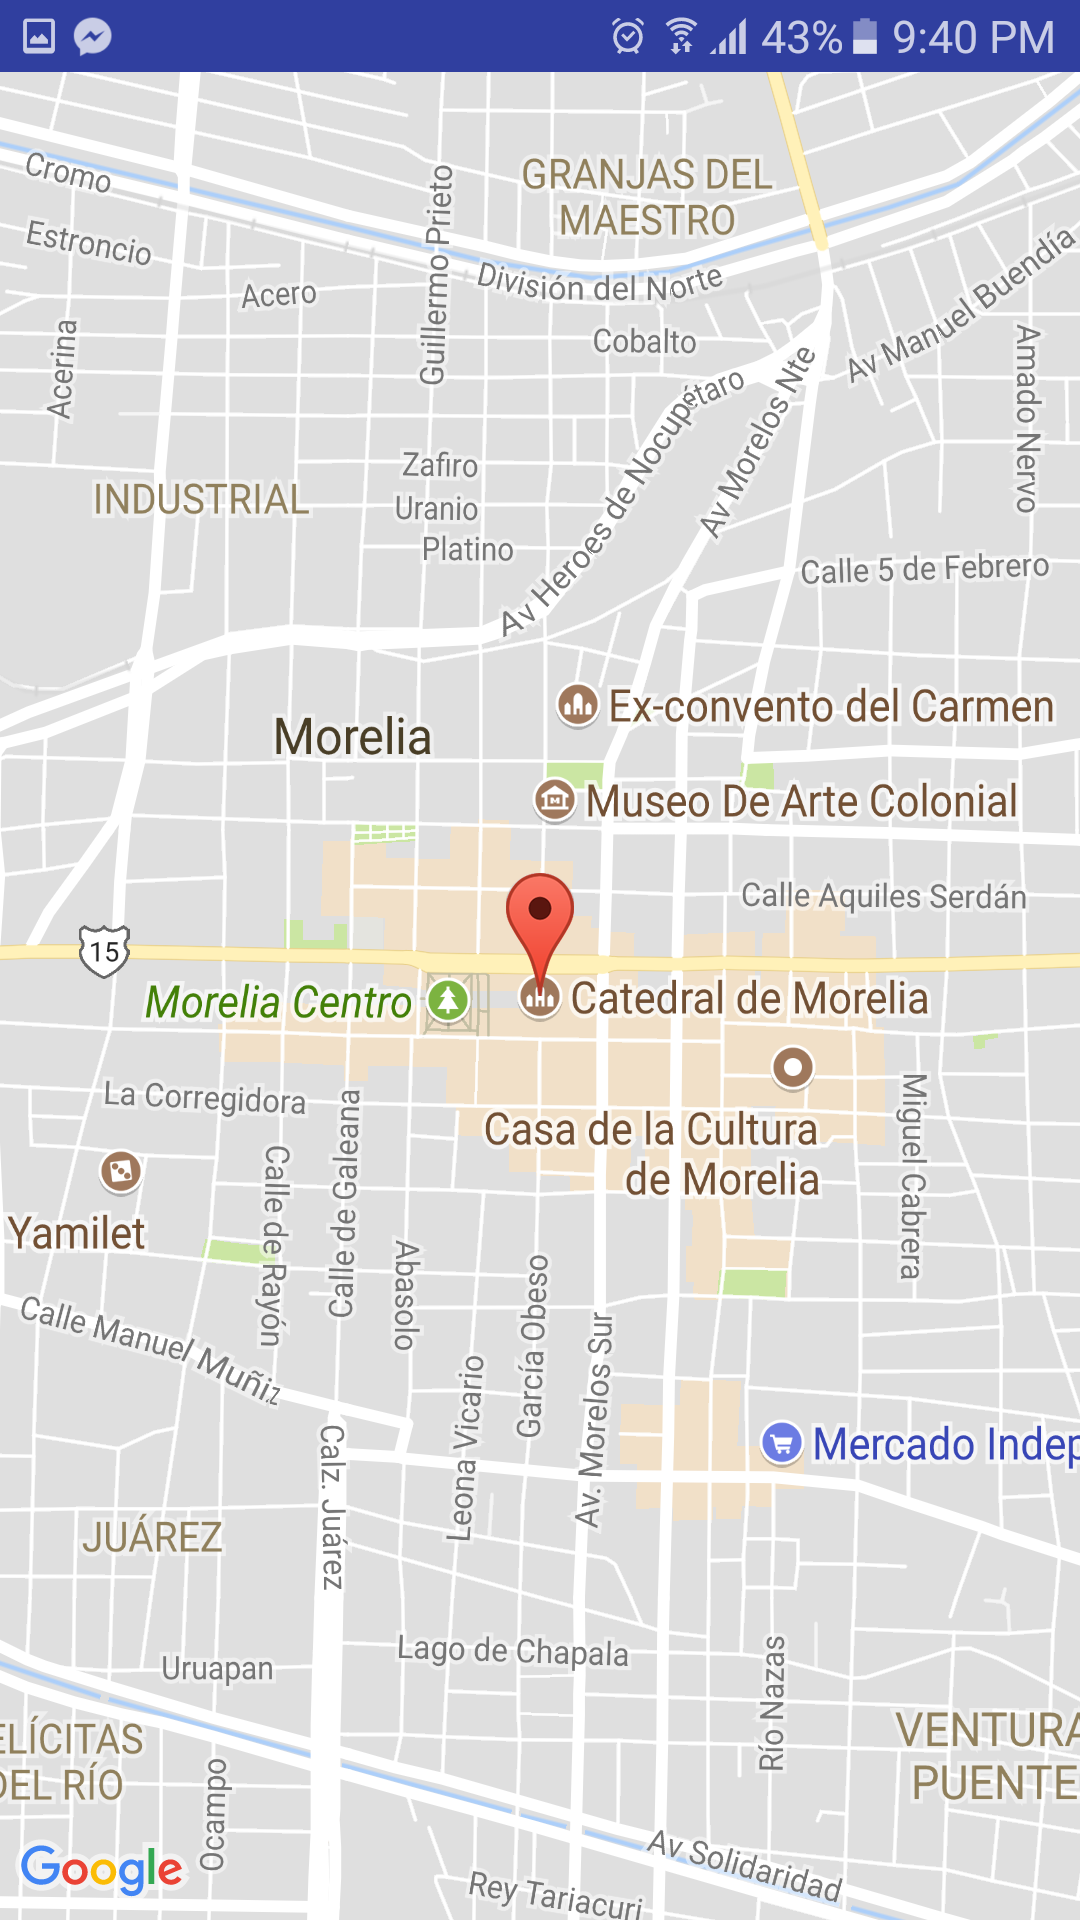 43% 9:40 PM
Cromo
GRANJAS DEL
MAESTRO
Estroncio
Guillermo Prieto
División del Norte
Av Manuel Buendía
Acero
Cobalto
Acerina
Amado Nervo
Av Heroes de Nocupétaro
Av Morelos Nte
Zafiro
INDUSTRIAL
Uranio
Platino
Calle 5 de Febrero
Ex-convento del Carmen
Morelia
Museo De Arte Colonial
Calle Aquiles Serdán
15
Morelia Centro
Catedral de Morelia
La Corregidora
Miguel Cabrera
Casa de la Cultura
de Morelia
Calle de Rayón
Calle de Galeana
Yamilet
Abasolo
García Obeso
Calle Manuel Muñiz
Leona Vicario
Av. Morelos Sur
Calz. Juárez
Mercado Indep
JUÁREZ
Lago de Chapala
Uruapan
Río Nazas
ELÍCITAS
DEL RÍO
VENTURA
PUENTE
Ocampo
Google
Av Solidaridad
Rey Tariacuri